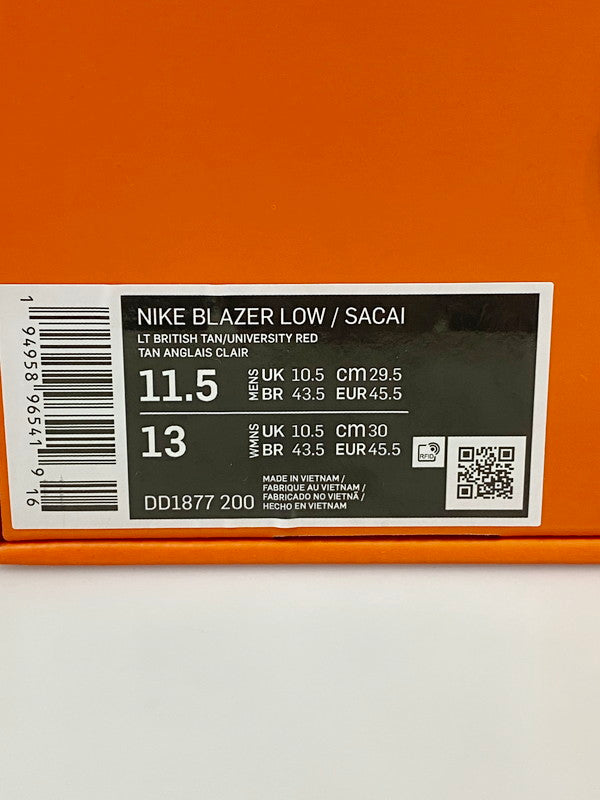 NIKE BLAZER LOW / SACAI
LT BRITISH TAN/UNIVERSITY RED
TAN ANGLAIS CLAIR
11.5 MENS UK 10.5 CM 29.5
BR 43.5 EUR 45.5
13 WMNS UK 10.5 CM 30
BR 43.5 EUR 45.5
RFID
DD1877 200
MADE IN VIETNAM /
FABRIQUE AU VIETNAM /
FABRICADO NO VIETNÃ /
HECHO EN VIETNAM
1 94958 96541 9 16